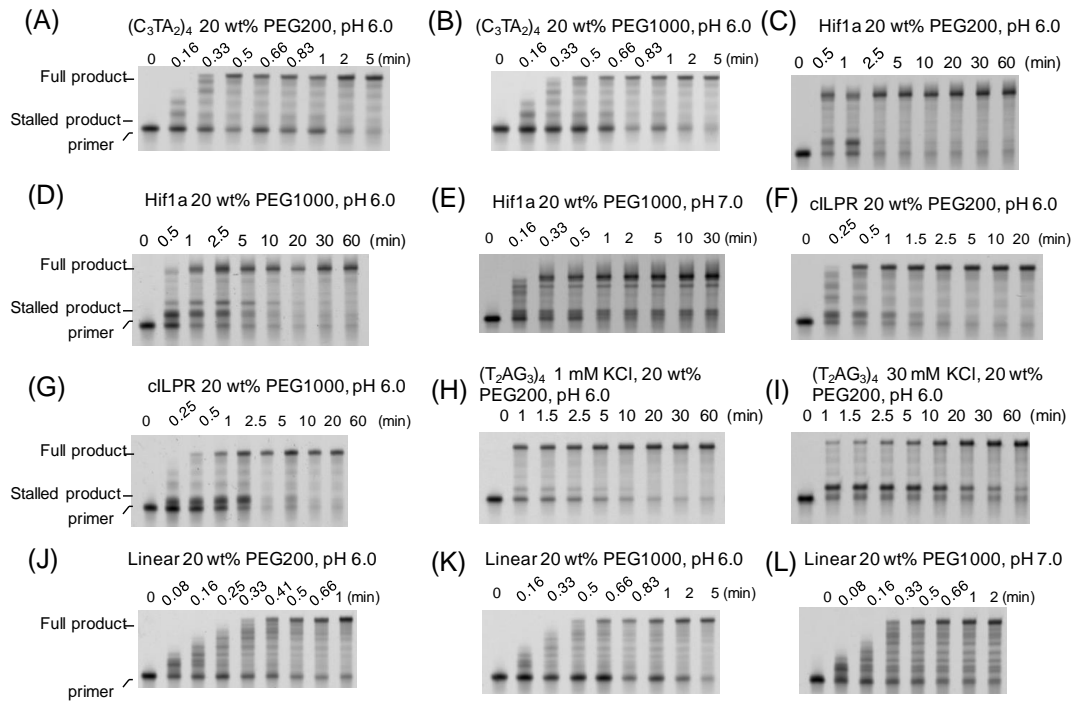 (A) (C₃TA₂)₄ 20 wt% PEG200, pH 6.0
0 0.16 0.33 0.5 0.66 0.83 1 2 5 (min)
Full product
Stalled product
primer
(B) (C₃TA₂)₄ 20 wt% PEG1000, pH 6.0
0 0.16 0.33 0.5 0.66 0.83 1 2 5 (min)
(C) Hif1a 20 wt% PEG200, pH 6.0
0 0.5 1 2.5 5 10 20 30 60 (min)
(D) Hif1a 20 wt% PEG1000, pH 6.0
0 0.5 1 2.5 5 10 20 30 60 (min)
Full product
Stalled product
primer
(E) Hif1a 20 wt% PEG1000, pH 7.0
0 0.16 0.33 0.5 1 2 5 10 30 (min)
(F) cILPR 20 wt% PEG200, pH 6.0
0 0.25 0.5 1 1.5 2.5 5 10 20 (min)
(G) cILPR 20 wt% PEG1000, pH 6.0
0 0.25 0.5 1 2.5 5 10 20 60 (min)
Full product
Stalled product
primer
(H) (T₂AG₃)₄ 1 mM KCl, 20 wt%
PEG200, pH 6.0
0 1 1.5 2.5 5 10 20 30 60 (min)
(I) (T₂AG₃)₄ 30 mM KCl, 20 wt%
PEG200, pH 6.0
0 1 1.5 2.5 5 10 20 30 60 (min)
(J) Linear 20 wt% PEG200, pH 6.0
0 0.08 0.16 0.25 0.33 0.41 0.5 0.66 1 (min)
Full product
primer
(K) Linear 20 wt% PEG1000, pH 6.0
0 0.16 0.33 0.5 0.66 0.83 1 2 5 (min)
(L) Linear 20 wt% PEG1000, pH 7.0
0 0.08 0.16 0.33 0.5 0.66 1 2 (min)